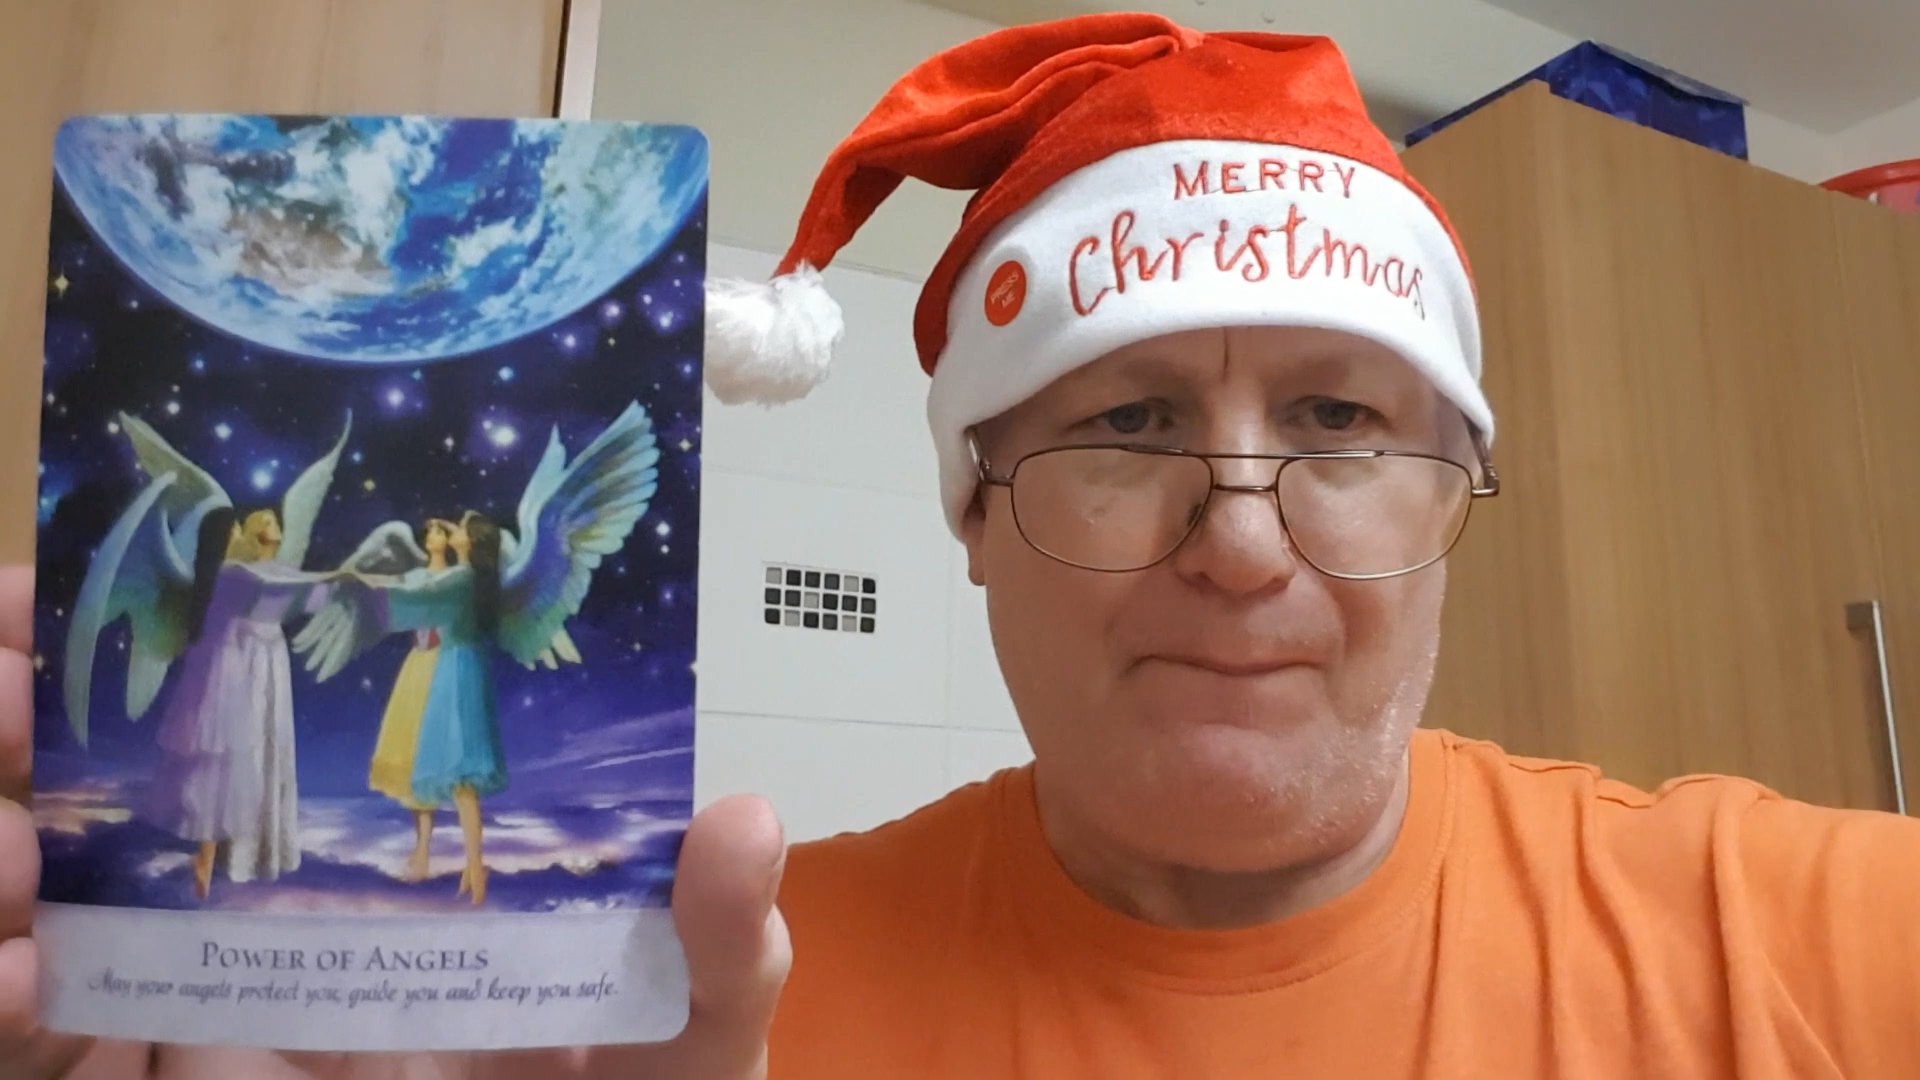 MERRY
Christmas
PRESS
ME
POWER OF ANGELS
May your angels protect you, guide you and keep you safe.